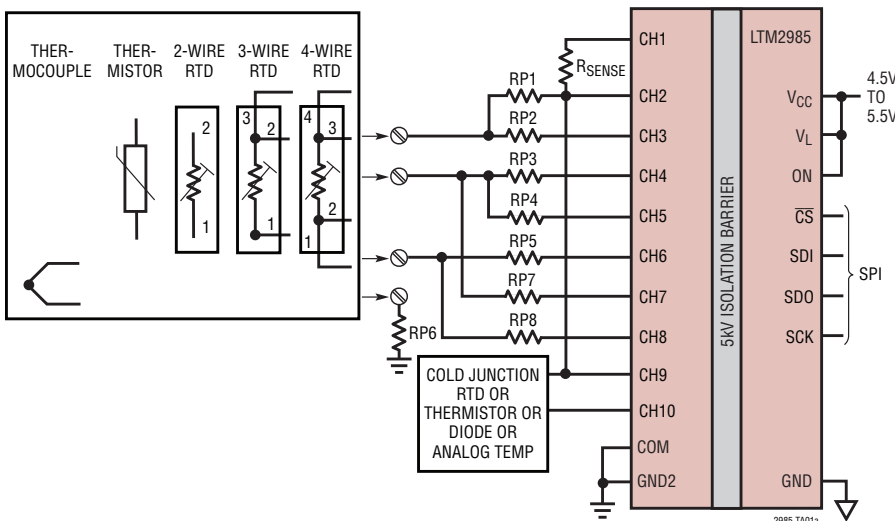 THER-
MOCOUPLE
THER-
MISTOR
2-WIRE
RTD
3-WIRE
RTD
4-WIRE
RTD
2
1
3
2
1
4
3
2
1
RSENSE
RP1
RP2
RP3
RP4
RP5
RP7
RP8
RP6
COLD JUNCTION
RTD OR
THERMISTOR OR
DIODE OR
ANALOG TEMP
CH1
CH2
CH3
CH4
CH5
CH6
CH7
CH8
CH9
CH10
COM
GND2
5kV ISOLATION BARRIER
LTM2985
VCC
VL
ON
CS
SDI
SDO
SCK
GND
4.5V
TO
5.5V
SPI
2985 TA01a